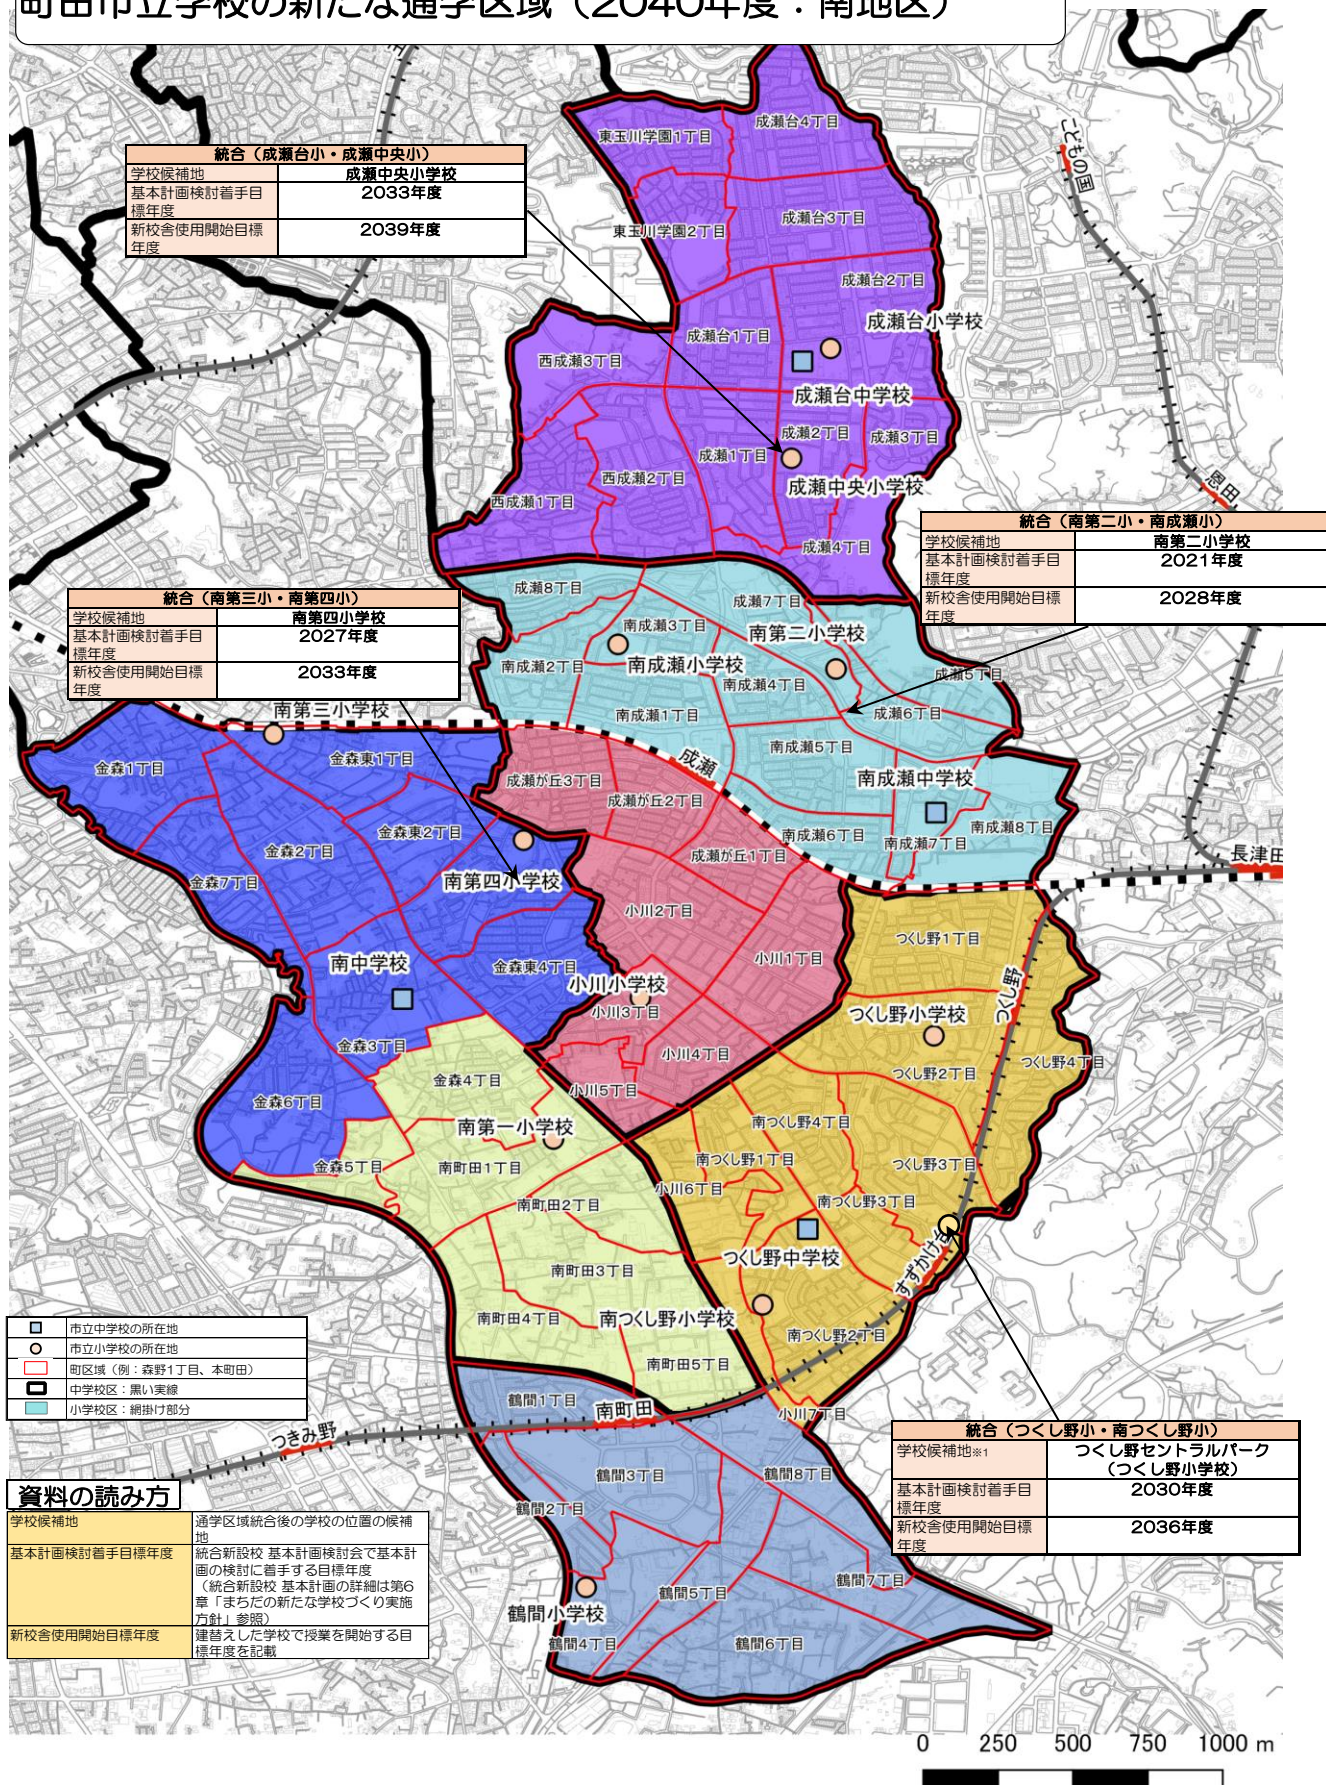 町田市立学校の新たな通学区域（2040年度：南地区）
東玉川学園1丁目
成瀬台4丁目
こどもの国
統合（成瀬台小・成瀬中央小）
学校候補地
成瀬中央小学校
基本計画検討着手目
標年度
2033年度
新校舎使用開始目標
年度
2039年度
東玉川学園2丁目
成瀬台3丁目
成瀬台2丁目
成瀬台小学校
成瀬台1丁目
西成瀬3丁目
成瀬台中学校
成瀬2丁目
成瀬3丁目
成瀬1丁目
西成瀬2丁目
成瀬中央小学校
西成瀬1丁目
恩田
成瀬4丁目
統合（南第二小・南成瀬小）
学校候補地
南第二小学校
基本計画検討着手目
標年度
2021年度
新校舎使用開始目標
年度
2028年度
統合（南第三小・南第四小）
学校候補地
南第四小学校
基本計画検討着手目
標年度
2027年度
新校舎使用開始目標
年度
2033年度
成瀬8丁目
成瀬7丁目
南成瀬3丁目
南第二小学校
南成瀬2丁目
南成瀬小学校
成瀬5丁目
南成瀬4丁目
南第三小学校
南成瀬1丁目
成瀬6丁目
金森1丁目
金森東1丁目
成瀬
南成瀬5丁目
成瀬が丘3丁目
南成瀬中学校
成瀬が丘2丁目
金森東2丁目
南成瀬6丁目
南成瀬7丁目
南成瀬8丁目
金森2丁目
成瀬が丘1丁目
長津田
金森7丁目
南第四小学校
小川2丁目
つくし野1丁目
南中学校
金森東4丁目
小川1丁目
小川小学校
つくし野
小川3丁目
つくし野小学校
金森3丁目
小川4丁目
つくし野4丁目
金森4丁目
小川5丁目
つくし野2丁目
金森6丁目
南第一小学校
南つくし野4丁目
金森5丁目
南町田1丁目
南つくし野1丁目
つくし野3丁目
小川6丁目
南町田2丁目
南つくし野3丁目
つくし野中学校
すずかけ台
南町田3丁目
南町田4丁目
南つくし野小学校
南つくし野2丁目
南町田5丁目
市立中学校の所在地
市立小学校の所在地
町区域（例：森野1丁目、本町田）
中学校区：黒い実線
小学校区：網掛け部分
鶴間1丁目
南町田
小川7丁目
つきみ野
統合（つくし野小・南つくし野小）
学校候補地※1
つくし野セントラルパーク
（つくし野小学校）
基本計画検討着手目
標年度
2030年度
新校舎使用開始目標
年度
2036年度
鶴間3丁目
鶴間8丁目
鶴間2丁目
資料の読み方
学校候補地
通学区域統合後の学校の位置の候補
地
基本計画検討着手目標年度
統合新設校 基本計画検討会で基本計
画の検討に着手する目標年度
（統合新設校 基本計画の詳細は第6
章「まちだの新たな学校づくり実施
方針」参照）
新校舎使用開始目標年度
建替えした学校で授業を開始する目
標年度を記載
鶴間5丁目
鶴間7丁目
鶴間小学校
鶴間4丁目
鶴間6丁目
0 250 500 750 1000 m